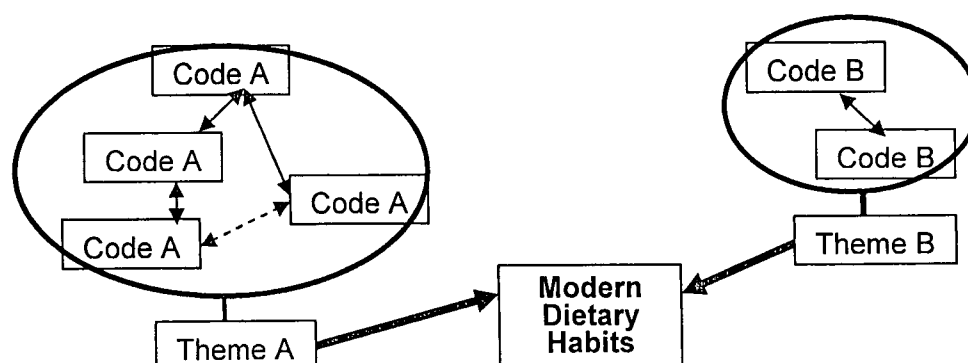 Code A
Code A
Code A
Code A
Theme A
Code B
Code B
Theme B
Modern
Dietary
Habits